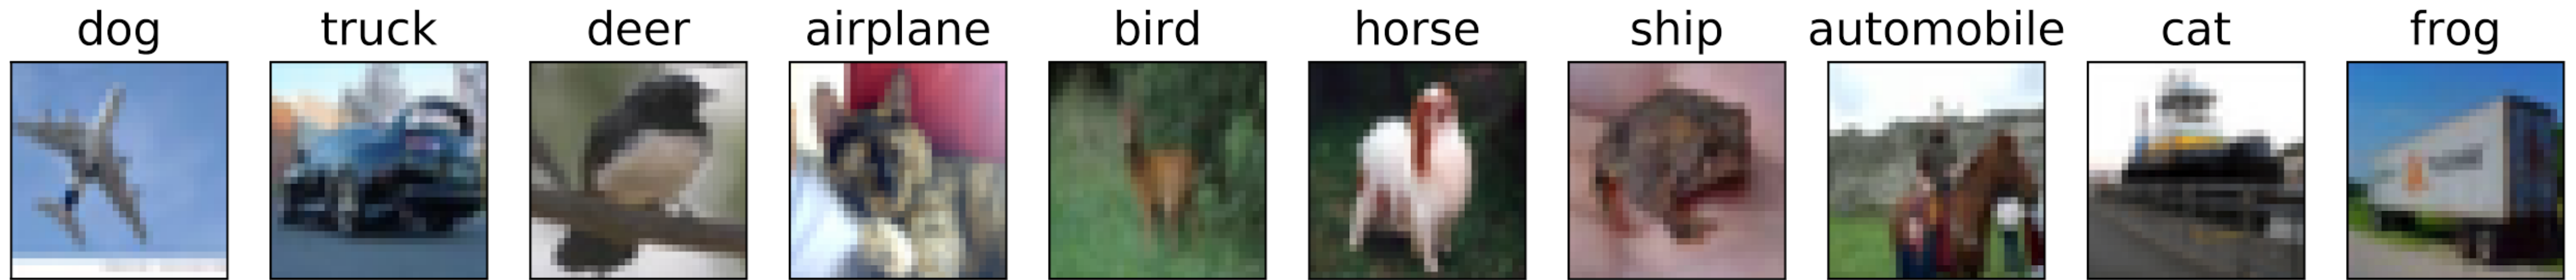 dog truck deer airplane bird horse ship automobile cat frog